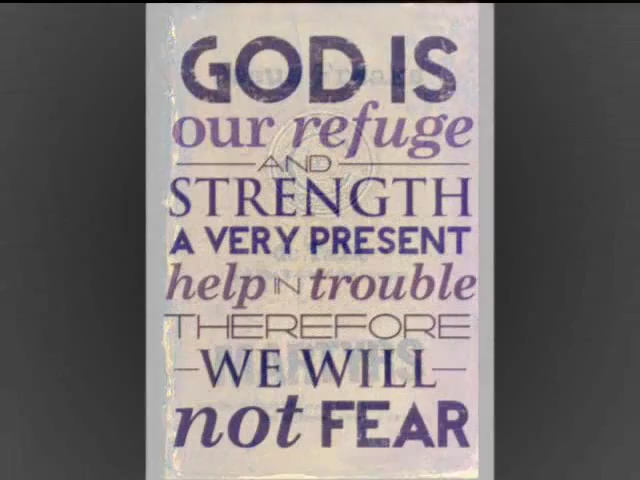 GOD IS
our refuge
AND
STRENGTH
A VERY PRESENT
help IN trouble
THEREFORE
WE WILL
not FEAR